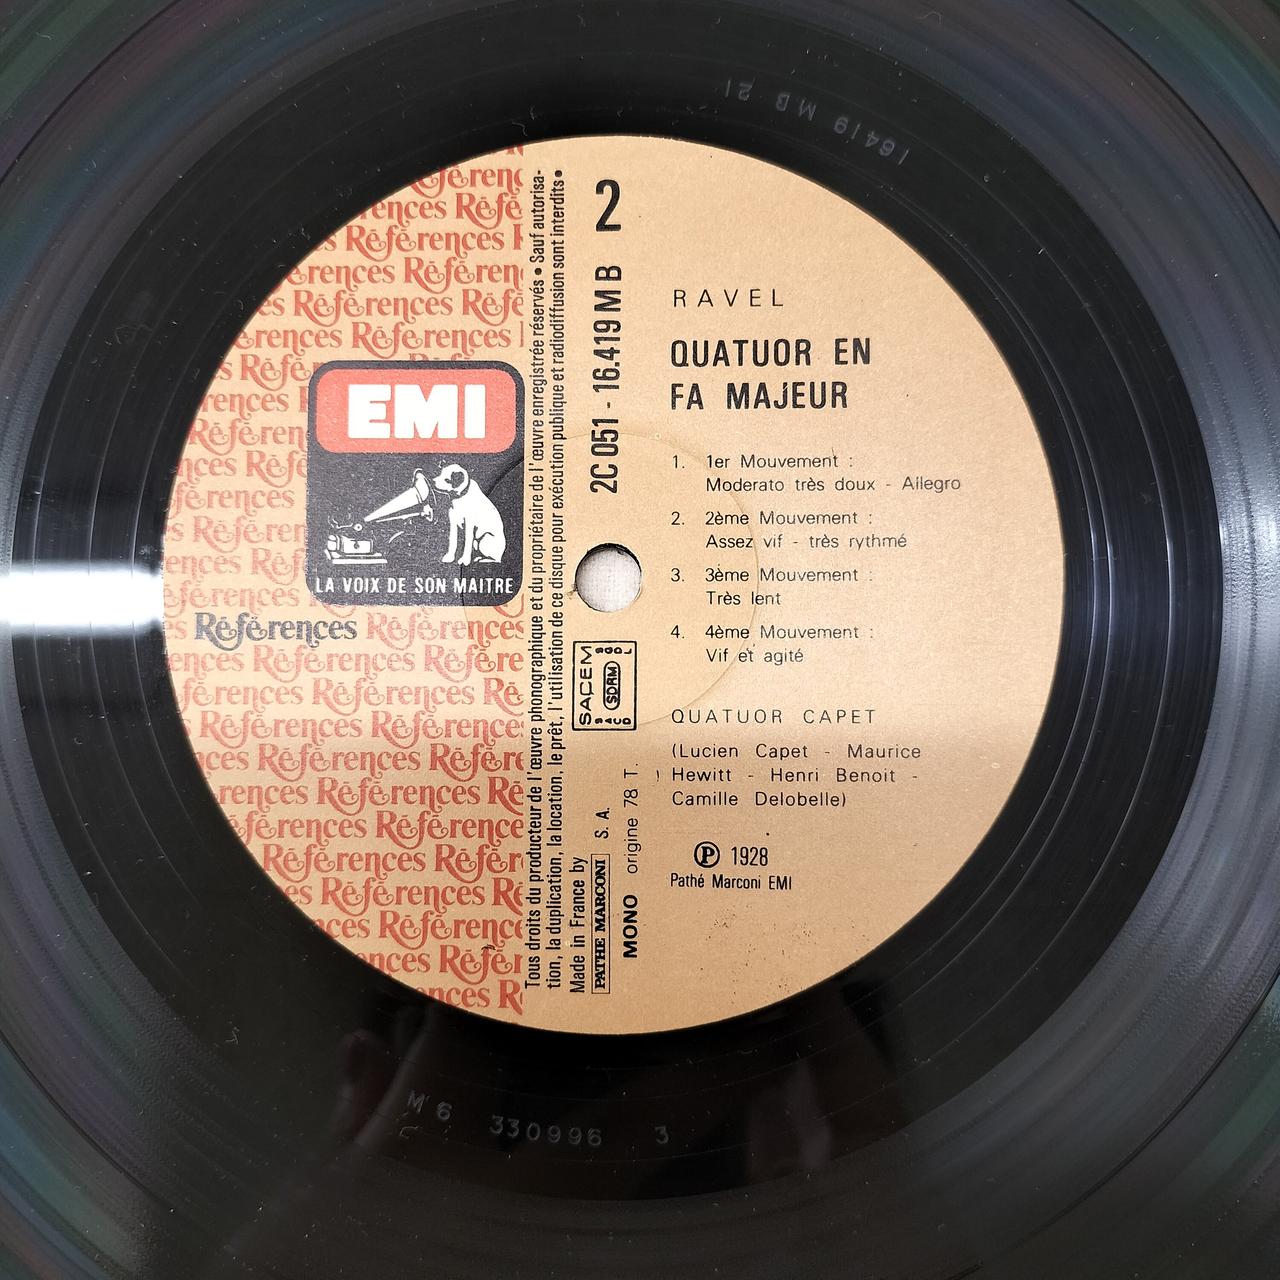 EMI
LA VOIX DE SON MAITRE
Références
Tous droits du producteur de l'œuvre phonographique et du propriétaire de l'œuvre enregistrée réservés • Sauf autorisa-
tion, la duplication, la location, le prêt, l'utilisation de ce disque pour exécution publique et radiodiffusion sont interdits •
Made in France by
PATHÉ MARCONI S. A.
MONO origine 78 T.
SACEM
SDRM
SACD
SGDL
2C 051 - 16.419 M B 2
RAVEL
QUATUOR EN
FA MAJEUR
1. 1er Mouvement :
Moderato très doux - Allegro
2. 2ème Mouvement :
Assez vif - très rythmé
3. 3ème Mouvement :
Très lent
4. 4ème Mouvement :
Vif et agité
QUATUOR CAPET
(Lucien Capet - Maurice
Hewitt - Henri Benoit -
Camille Delobelle)
Ⓟ 1928
Pathé Marconi EMI
16419 MB 21
M6 330996 3